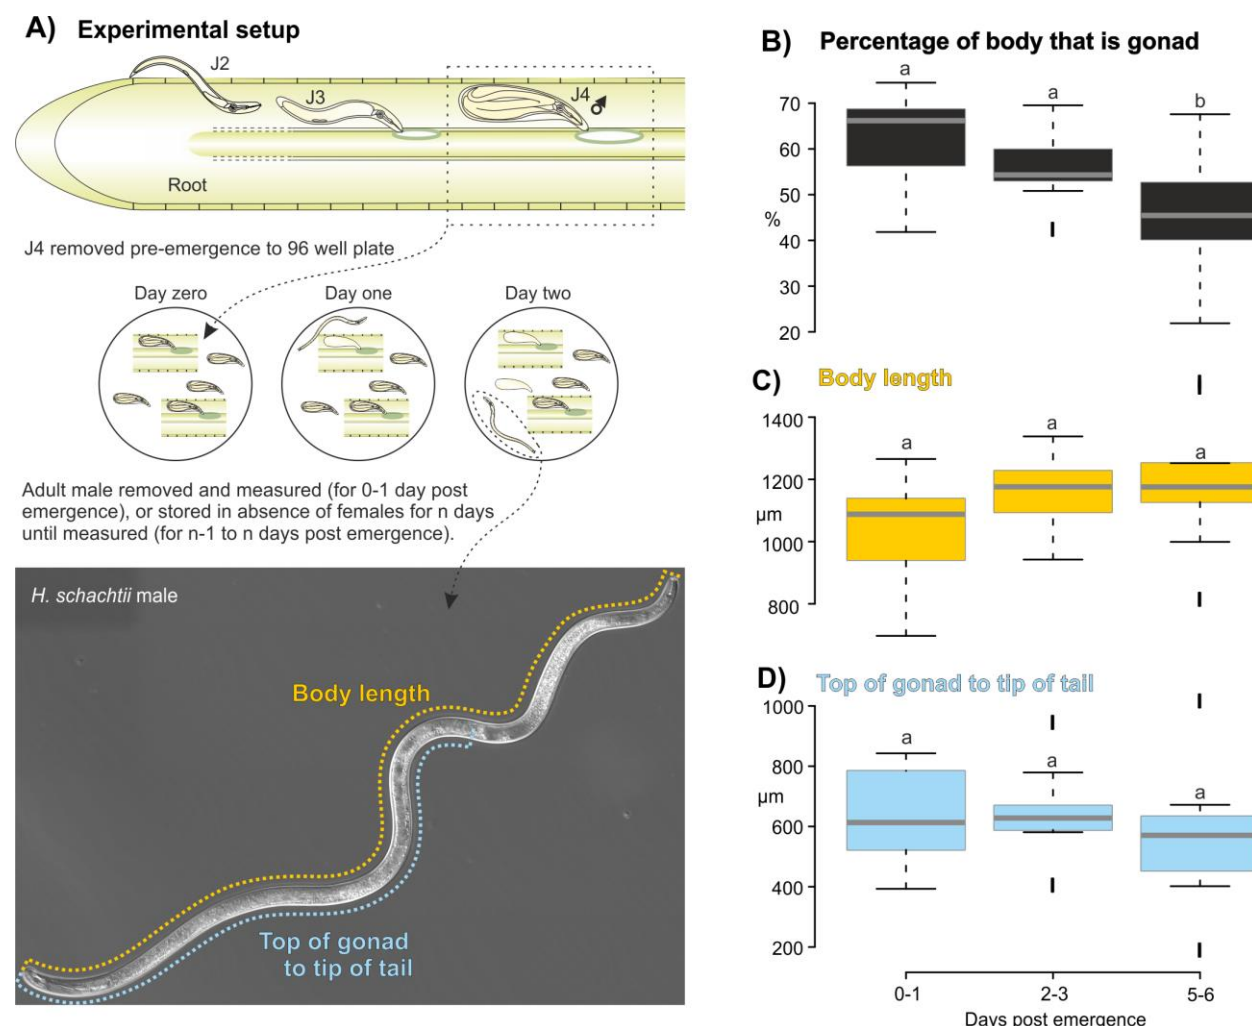 A) Experimental setup
J2
J3
J4
Root
J4 removed pre-emergence to 96 well plate
Day zero
Day one
Day two
Adult male removed and measured (for 0-1 day post
emergence), or stored in absence of females for n days
until measured (for n-1 to n days post emergence).
H. schachtii male
Body length
Top of gonad
to tip of tail
B) Percentage of body that is gonad
a
a
b
70
60
50
%
40
30
20
C) Body length
1400
a
a
a
1200
µm
1000
800
D) Top of gonad to tip of tail
1000
a
a
a
800
µm
600
400
200
0-1
2-3
5-6
Days post emergence